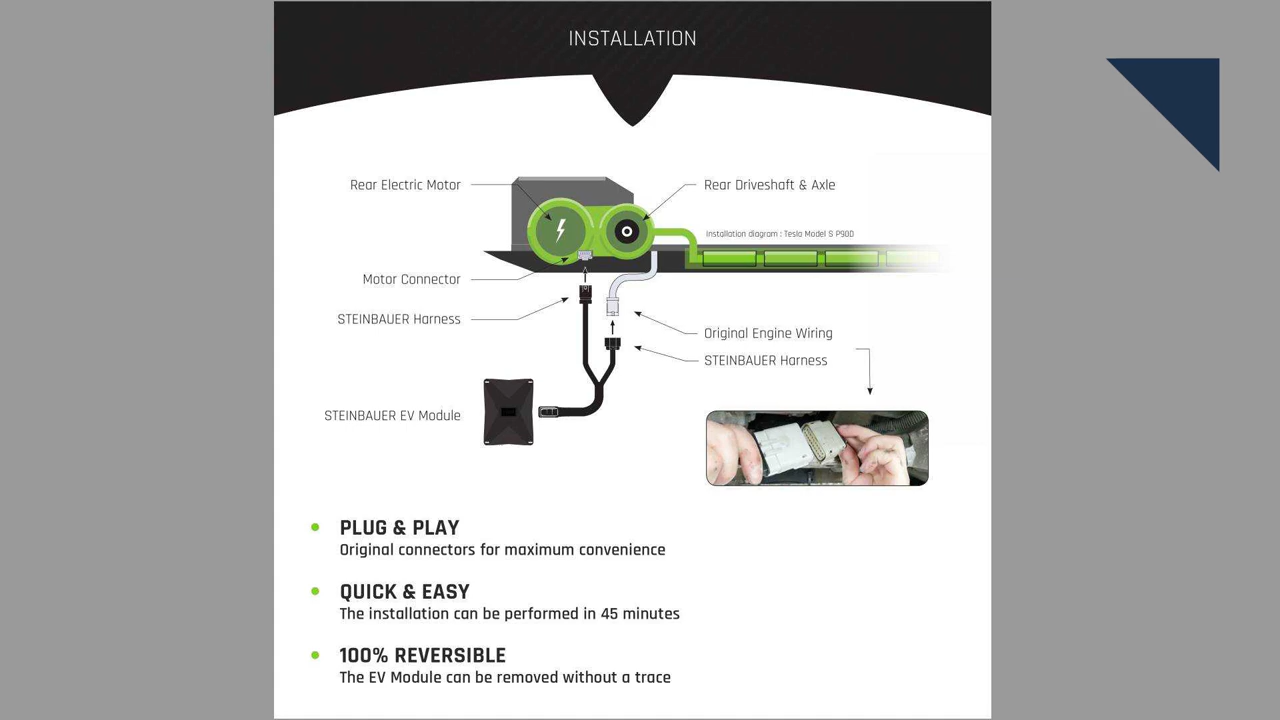 INSTALLATION
Rear Electric Motor
Rear Driveshaft & Axle
Installation diagram : Tesla Model S P90D
Motor Connector
STEINBAUER Harness
Original Engine Wiring
STEINBAUER Harness
STEINBAUER EV Module
PLUG & PLAY
Original connectors for maximum convenience
QUICK & EASY
The installation can be performed in 45 minutes
100% REVERSIBLE
The EV Module can be removed without a trace